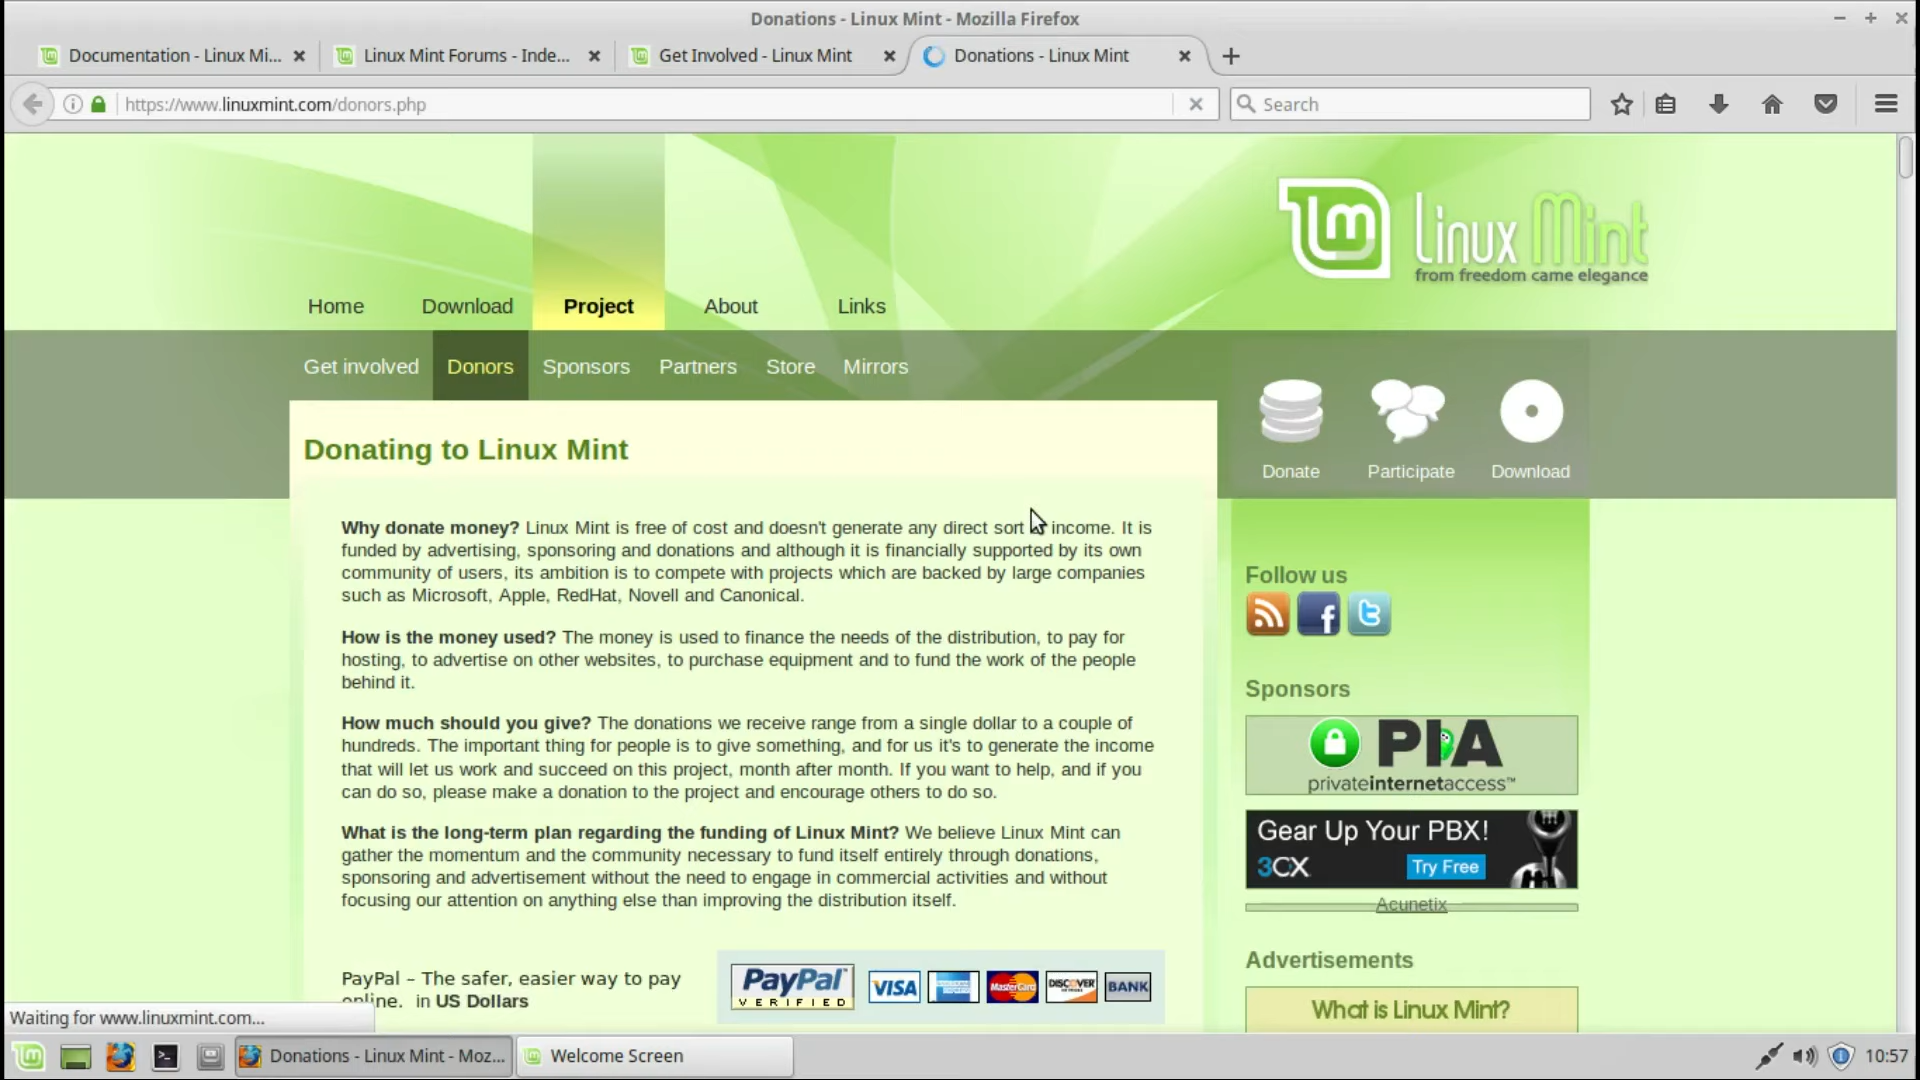 Donations - Linux Mint - Mozilla Firefox
Documentation - Linux Mi...
Linux Mint Forums - Inde...
Get Involved - Linux Mint
Donations - Linux Mint
https://www.linuxmint.com/donors.php
Search
Linux Mint
from freedom came elegance
Home
Download
Project
About
Links
Get involved
Donors
Sponsors
Partners
Store
Mirrors
Donate
Participate
Download
Donating to Linux Mint
Why donate money? Linux Mint is free of cost and doesn't generate any direct sort income. It is
funded by advertising, sponsoring and donations and although it is financially supported by its own
community of users, its ambition is to compete with projects which are backed by large companies
such as Microsoft, Apple, RedHat, Novell and Canonical.
How is the money used? The money is used to finance the needs of the distribution, to pay for
hosting, to advertise on other websites, to purchase equipment and to fund the work of the people
behind it.
How much should you give? The donations we receive range from a single dollar to a couple of
hundreds. The important thing for people is to give something, and for us it's to generate the income
that will let us work and succeed on this project, month after month. If you want to help, and if you
can do so, please make a donation to the project and encourage others to do so.
What is the long-term plan regarding the funding of Linux Mint? We believe Linux Mint can
gather the momentum and the community necessary to fund itself entirely through donations,
sponsoring and advertisement without the need to engage in commercial activities and without
focusing our attention on anything else than improving the distribution itself.
PayPal – The safer, easier way to pay
online. in US Dollars
PayPal
VERIFIED
VISA
MasterCard
DISCOVER
BANK
Follow us
Sponsors
PIA
privateinternetaccess™
Gear Up Your PBX!
3CX
Try Free
Acunetix
Advertisements
What is Linux Mint?
Waiting for www.linuxmint.com...
Donations - Linux Mint - Moz...
Welcome Screen
10:57